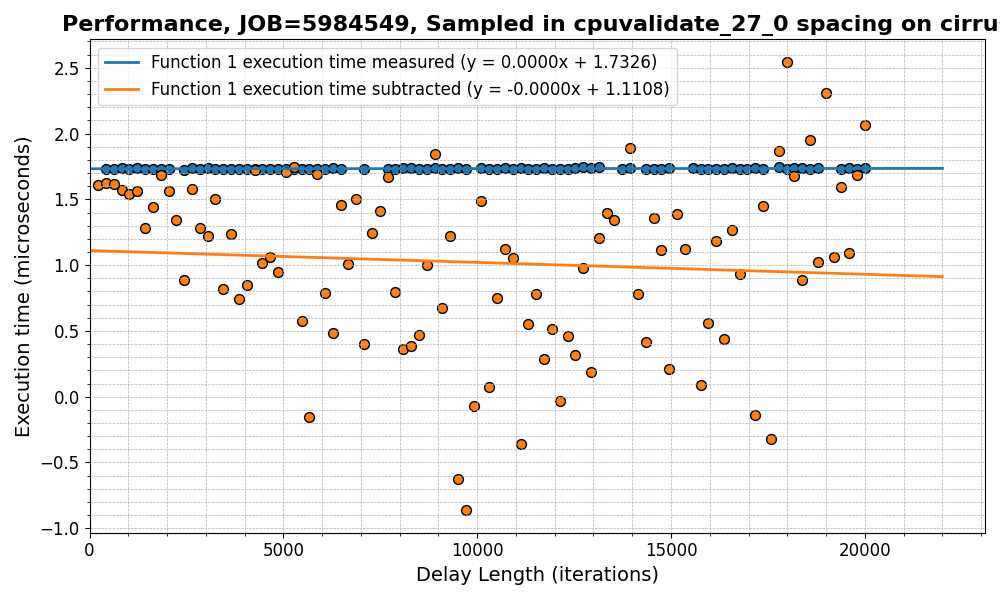 Performance, JOB=5984549, Sampled in cpuvalidate_27_0 spacing on cirru
Function 1 execution time measured (y = 0.0000x + 1.7326)
Function 1 execution time subtracted (y = -0.0000x + 1.1108)
Execution time (microseconds)
2.5
2.0
1.5
1.0
0.5
0.0
−0.5
−1.0
0 5000 10000 15000 20000
Delay Length (iterations)